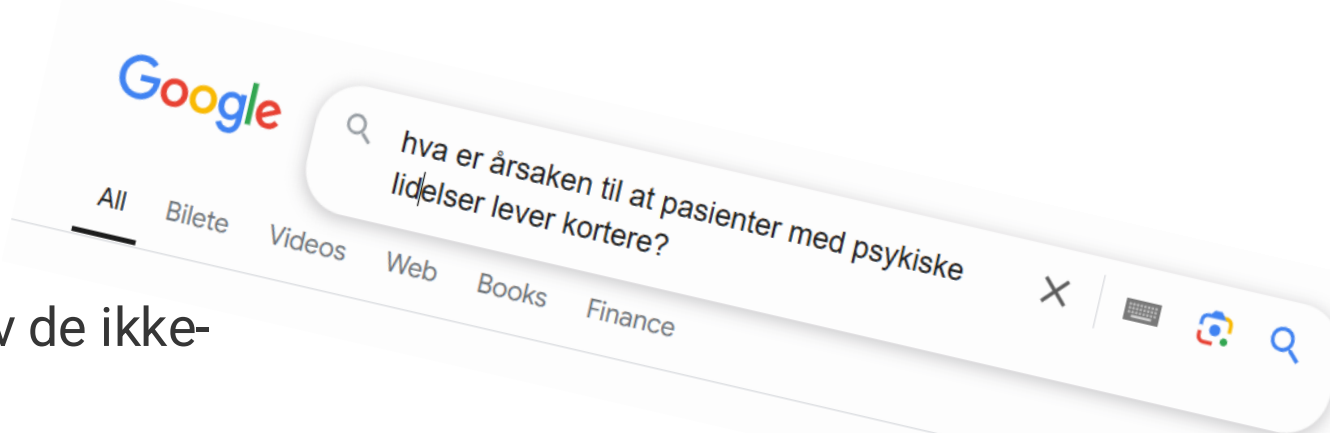 Google
hva er årsaken til at pasienter med psykiske
lidelser lever kortere?
All Bilete Videos Web Books Finance
v de ikke-